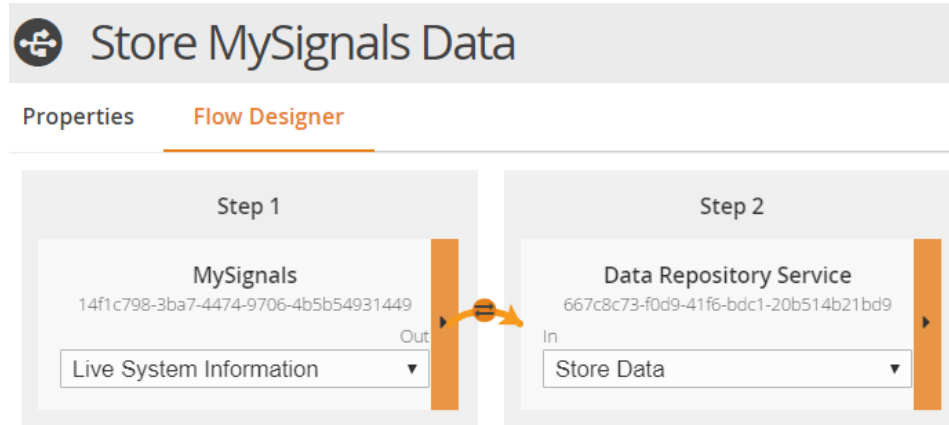 Store MySignals Data
Properties
Flow Designer
Step 1
MySignals
14f1c798-3ba7-4474-9706-4b5b54931449
Out
Live System Information
Step 2
Data Repository Service
667c8c73-f0d9-41f6-bdc1-20b514b21bd9
In
Store Data